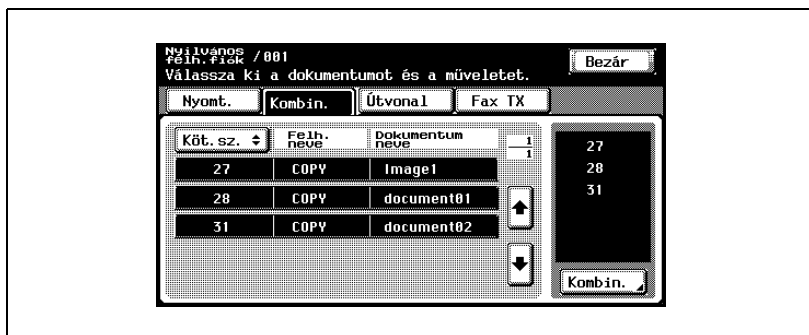 Nyilvános
felh.fiók /001
Válassza ki a dokumentumot és a műveletet.
Bezár
Nyomt. Kombin. Útvonal Fax TX
Köt.sz. Felh. neve Dokumentum neve 1/1
27 COPY Image1
28 COPY document01
31 COPY document02
27
28
31
Kombin.